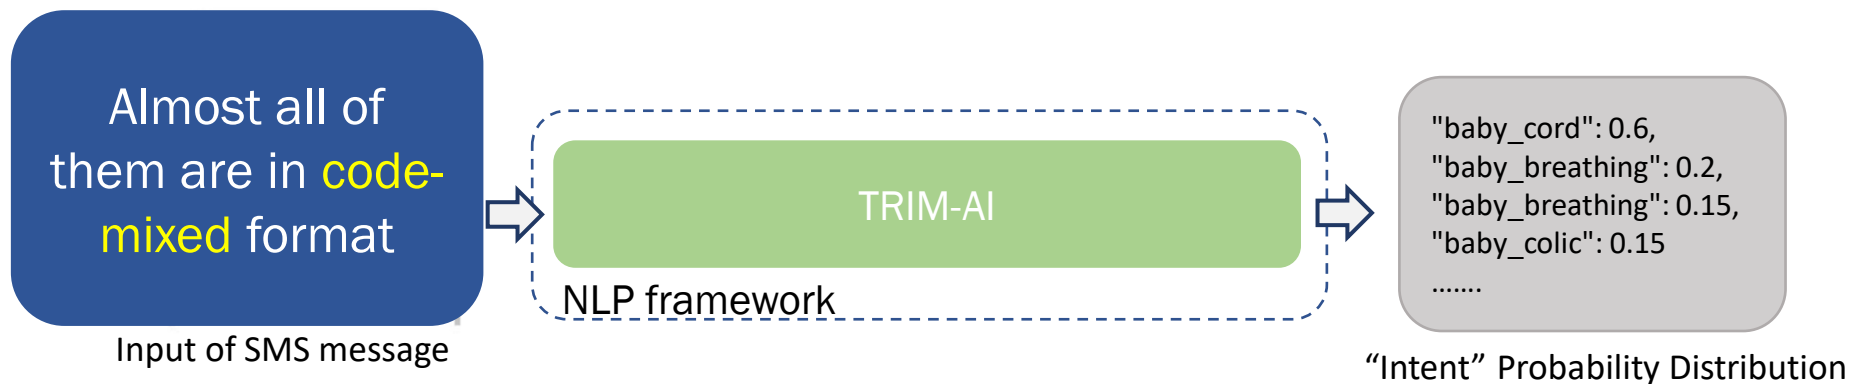 Almost all of
them are in code-
mixed format
Input of SMS message
TRIM-AI
NLP framework
"baby_cord": 0.6,
"baby_breathing": 0.2,
"baby_breathing": 0.15,
"baby_colic": 0.15
.......
“Intent” Probability Distribution